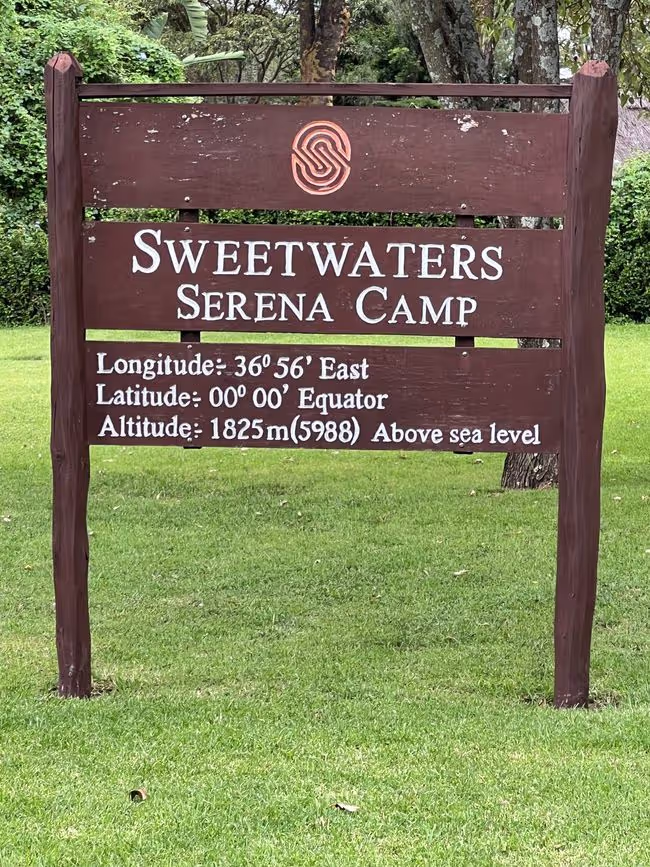 SWEETWATERS
SERENA CAMP
Longitude:- 36⁰ 56' East
Latitude:- 00⁰ 00' Equator
Altitude:- 1825m(5988) Above sea level